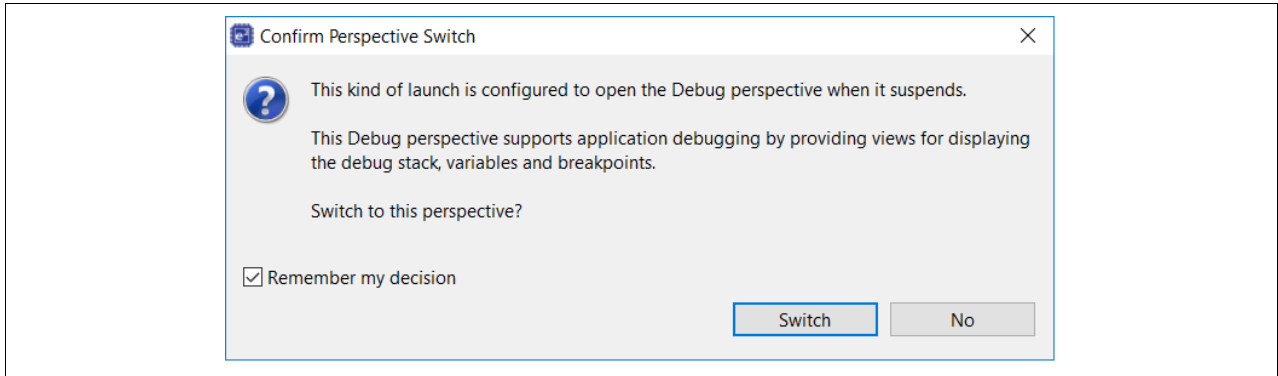 Confirm Perspective Switch
This kind of launch is configured to open the Debug perspective when it suspends.
This Debug perspective supports application debugging by providing views for displaying
the debug stack, variables and breakpoints.
Switch to this perspective?
Remember my decision
Switch
No